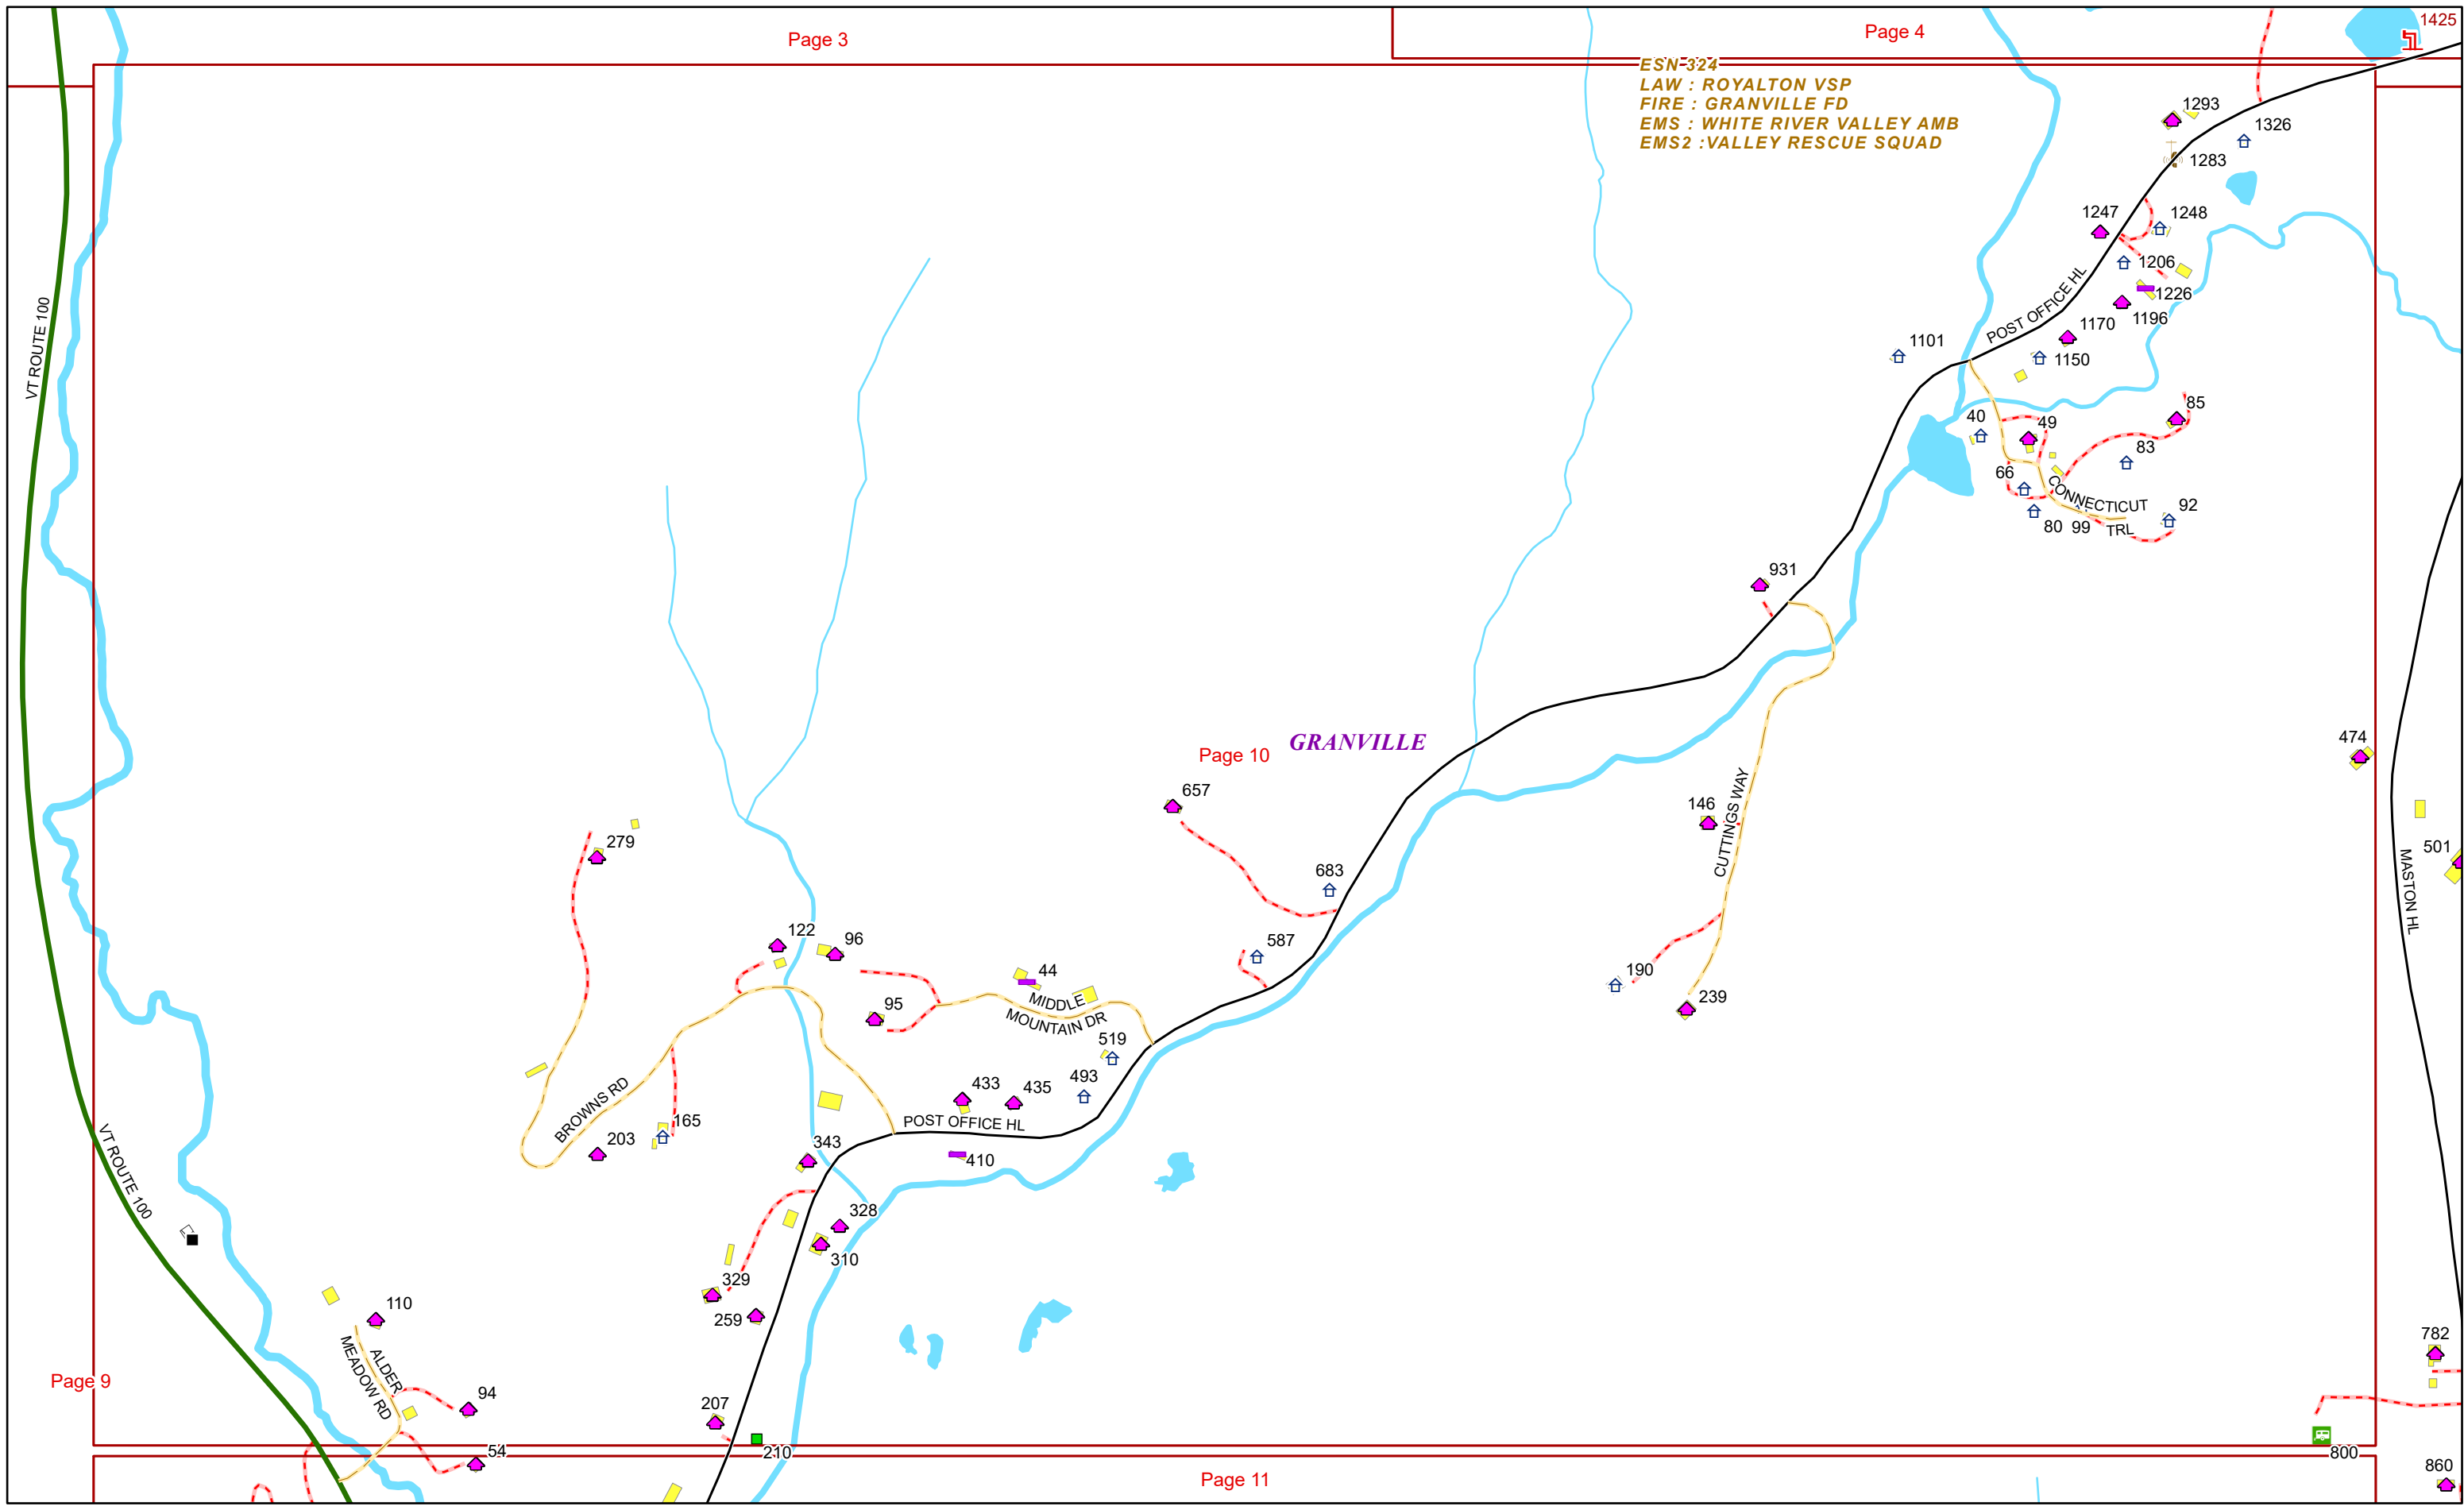 Page 3
Page 4
1425
ESN 324
LAW : ROYALTON VSP
FIRE : GRANVILLE FD
EMS : WHITE RIVER VALLEY AMB
EMS2 :VALLEY RESCUE SQUAD
1293
1326
1283
1247
1248
1206
1226
1196
POST OFFICE HL
1170
1150
1101
VT ROUTE 100
85
40
49
83
66
CONNECTICUT
TRL
92
80
99
931
GRANVILLE
Page 10
474
657
146
CUTTINGS WAY
279
501
MASTON HL
683
122
96
587
44
190
MIDDLE
MOUNTAIN DR
95
239
519
493
433
435
BROWNS RD
POST OFFICE HL
165
203
343
410
VT ROUTE 100
328
310
329
259
110
782
ALDER
MEADOW RD
Page 9
94
207
54
210
800
860
Page 11